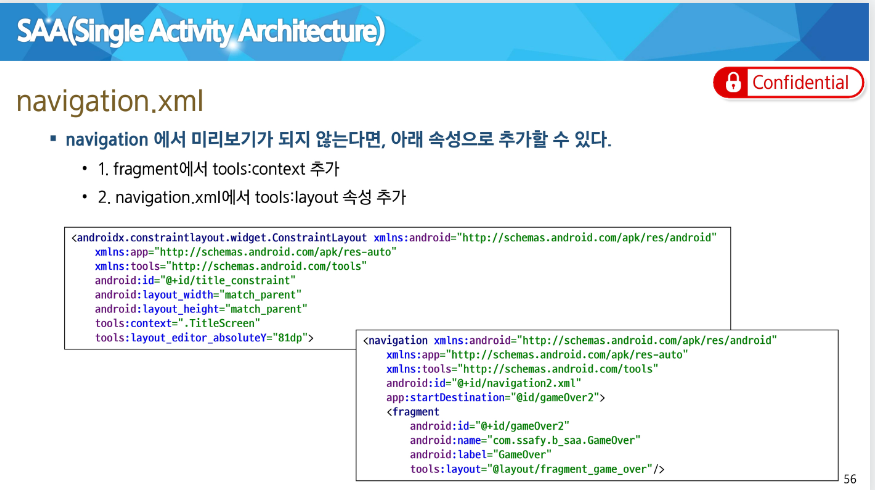 SAA(Single Activity Architecture)
Confidential
navigation.xml
▪ navigation 에서 미리보기가 되지 않는다면, 아래 속성으로 추가할 수 있다.
• 1. fragment에서 tools:context 추가
• 2. navigation.xml에서 tools:layout 속성 추가
<androidx.constraintlayout.widget.ConstraintLayout xmlns:android="http://schemas.android.com/apk/res/android"
xmlns:app="http://schemas.android.com/apk/res-auto"
xmlns:tools="http://schemas.android.com/tools"
android:id="@+id/title_constraint"
android:layout_width="match_parent"
android:layout_height="match_parent"
tools:context=".TitleScreen"
tools:layout_editor_absoluteY="81dp">
<navigation xmlns:android="http://schemas.android.com/apk/res/android"
xmlns:app="http://schemas.android.com/apk/res-auto"
xmlns:tools="http://schemas.android.com/tools"
android:id="@+id/navigation2.xml"
app:startDestination="@id/gameOver2">
<fragment
android:id="@+id/gameOver2"
android:name="com.ssafy.b_saa.GameOver"
android:label="GameOver"
tools:layout="@layout/fragment_game_over"/>
56